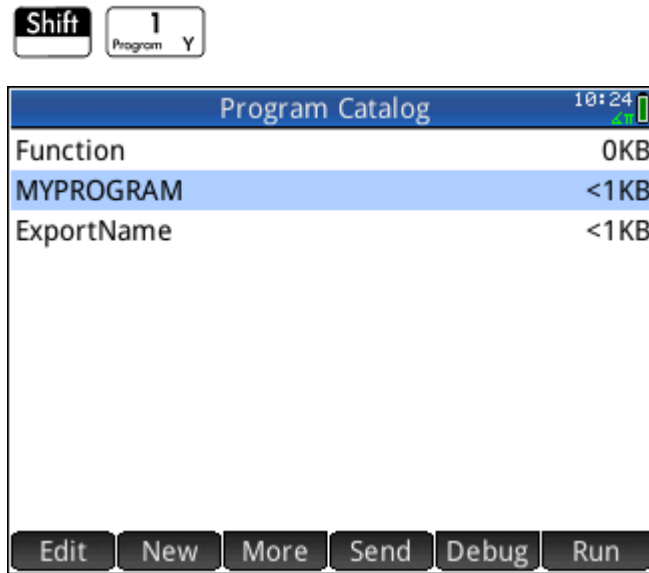 Shift 1
Program Y
Program Catalog 10:24
∡π
Function 0KB
MYPROGRAM <1KB
ExportName <1KB
Edit New More Send Debug Run